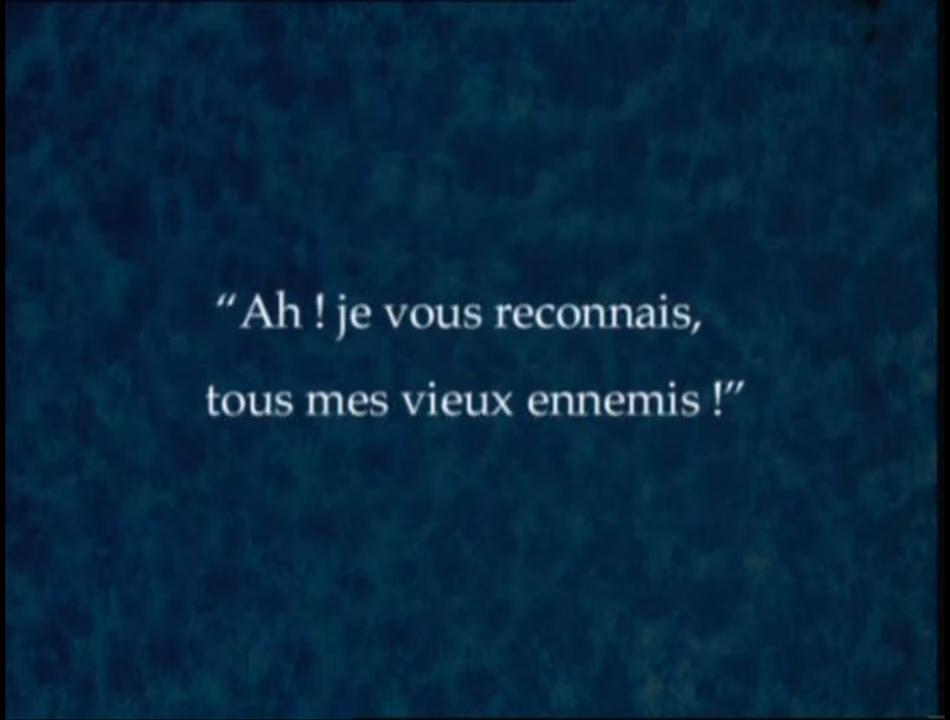 “Ah ! je vous reconnais,
tous mes vieux ennemis !”